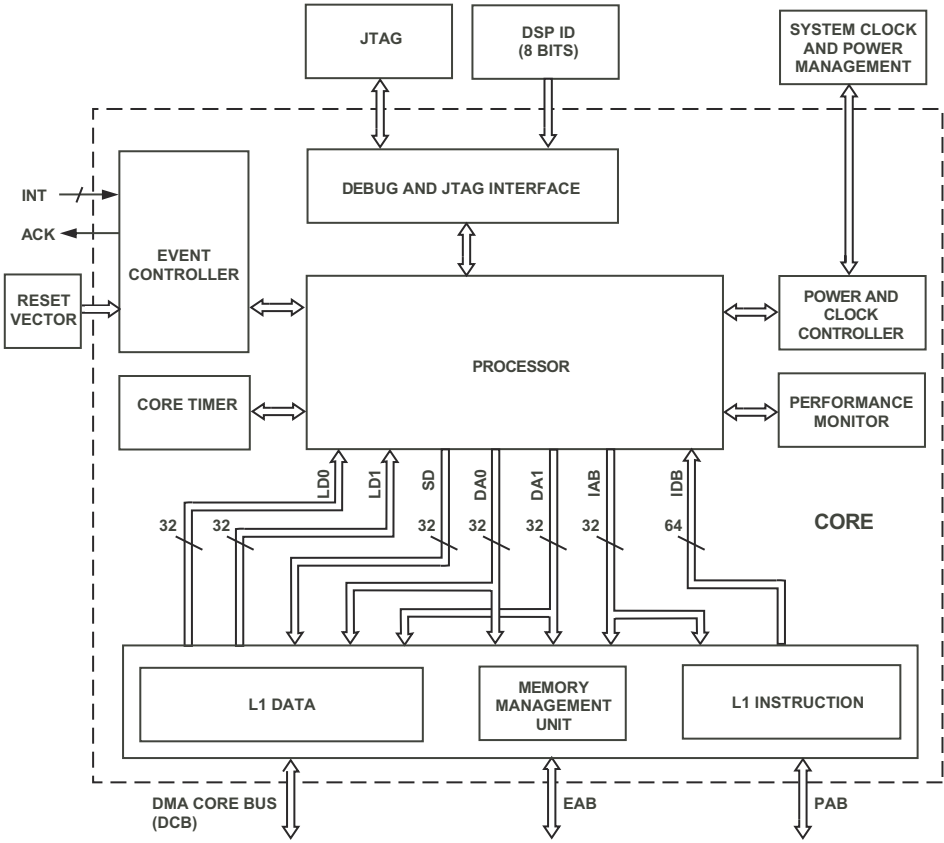 JTAG
DSP ID
(8 BITS)
SYSTEM CLOCK
AND POWER
MANAGEMENT
DEBUG AND JTAG INTERFACE
INT
ACK
EVENT
CONTROLLER
RESET
VECTOR
POWER AND
CLOCK
CONTROLLER
PROCESSOR
CORE TIMER
PERFORMANCE
MONITOR
LD0
LD1
SD
DA0
DA1
IAB
IDB
32
32
32
32
32
32
64
CORE
L1 DATA
MEMORY
MANAGEMENT
UNIT
L1 INSTRUCTION
DMA CORE BUS
(DCB)
EAB
PAB